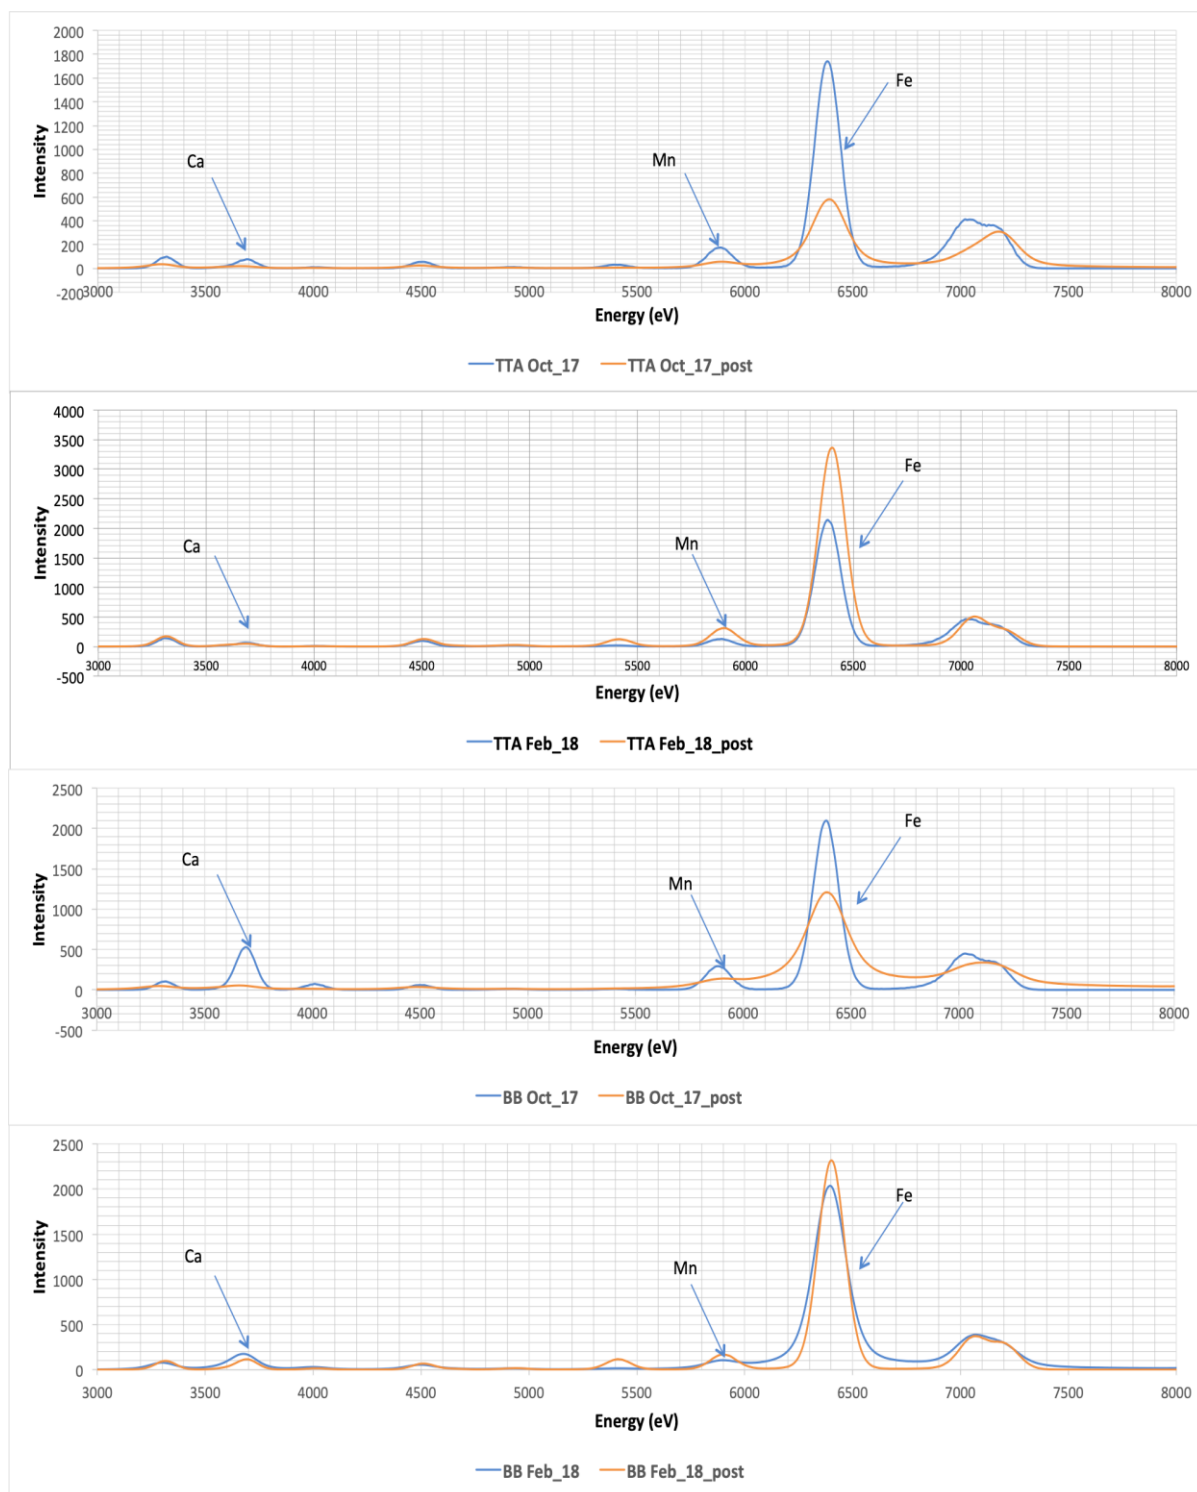 2000
1800
1600
1400
1200
1000
800
600
400
200
0
-200
Intensity
Ca
Mn
Fe
3000 3500 4000 4500 5000 5500 6000 6500 7000 7500 8000
Energy (eV)
TTA Oct_17 TTA Oct_17_post
4000
3500
3000
2500
2000
1500
1000
500
0
-500
Intensity
Ca
Mn
Fe
3000 3500 4000 4500 5000 5500 6000 6500 7000 7500 8000
Energy (eV)
TTA Feb_18 TTA Feb_18_post
2500
2000
1500
1000
500
0
-500
Intensity
Ca
Mn
Fe
3000 3500 4000 4500 5000 5500 6000 6500 7000 7500 8000
Energy (eV)
BB Oct_17 BB Oct_17_post
2500
2000
1500
1000
500
0
Intensity
Ca
Mn
Fe
3000 3500 4000 4500 5000 5500 6000 6500 7000 7500 8000
Energy (eV)
BB Feb_18 BB Feb_18_post